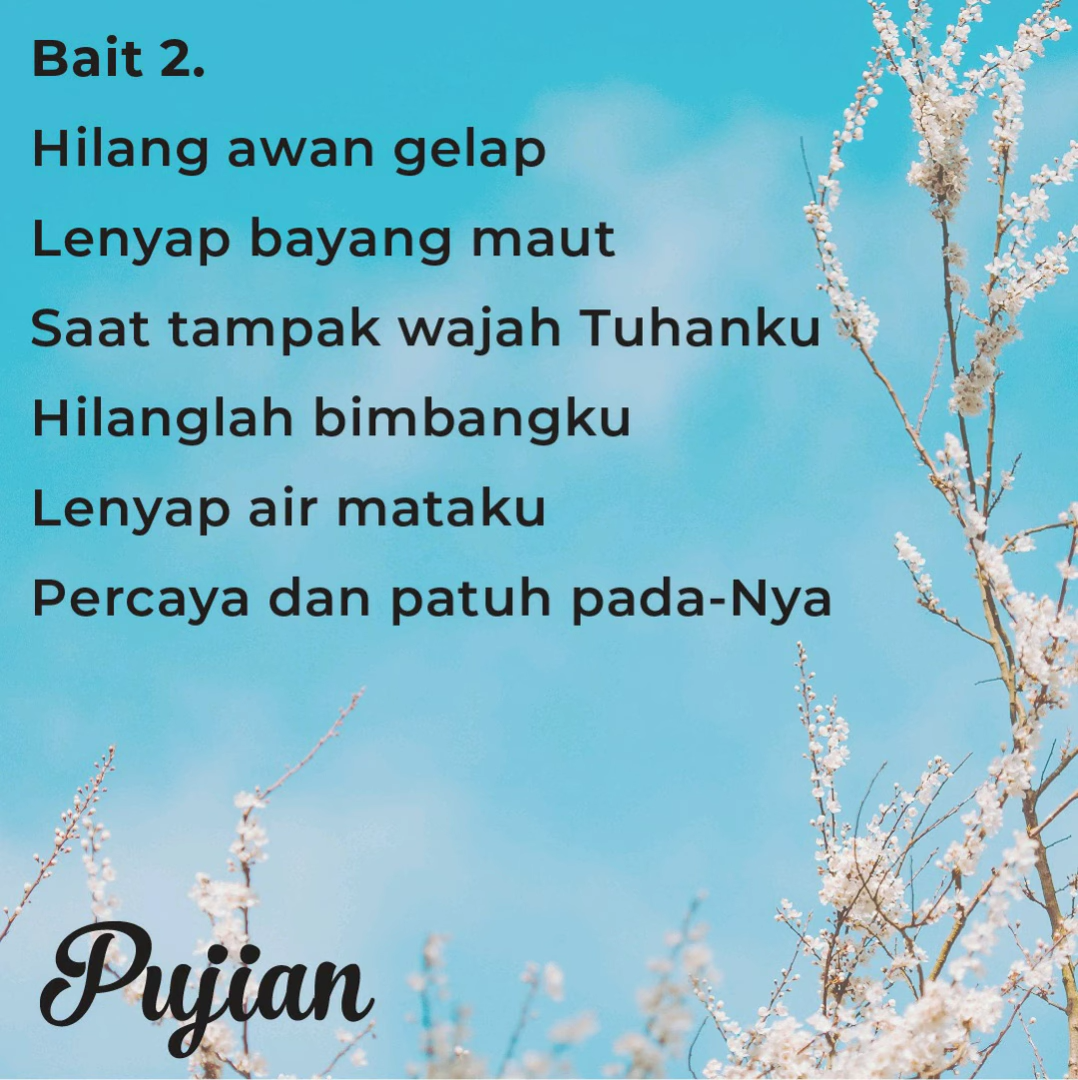 Bait 2.
Hilang awan gelap
Lenyap bayang maut
Saat tampak wajah Tuhanku
Hilanglah bimbangku
Lenyap air mataku
Percaya dan patuh pada-Nya
Pujian